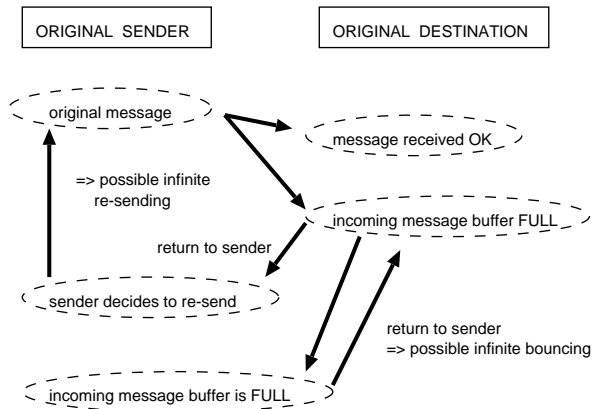 ORIGINAL SENDER
ORIGINAL DESTINATION
original message
message received OK
=> possible infinite
re-sending
incoming message buffer FULL
return to sender
sender decides to re-send
return to sender
=> possible infinite bouncing
incoming message buffer is FULL